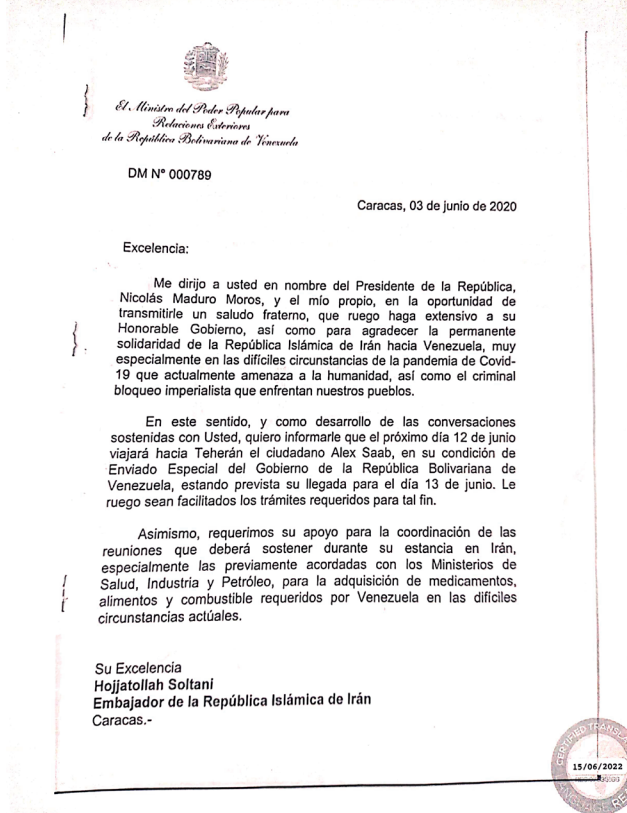 El Ministro del Poder Popular para
Relaciones Exteriores
de la República Bolivariana de Venezuela
DM Nº 000789
Caracas, 03 de junio de 2020
Excelencia:
Me dirijo a usted en nombre del Presidente de la República,
Nicolás Maduro Moros, y el mío propio, en la oportunidad de
transmitirle un saludo fraterno, que ruego haga extensivo a su
Honorable Gobierno, así como para agradecer la permanente
solidaridad de la República Islámica de Irán hacia Venezuela, muy
especialmente en las difíciles circunstancias de la pandemia de Covid-
19 que actualmente amenaza a la humanidad, así como el criminal
bloqueo imperialista que enfrentan nuestros pueblos.
En este sentido, y como desarrollo de las conversaciones
sostenidas con Usted, quiero informarle que el próximo día 12 de junio
viajará hacia Teherán el ciudadano Alex Saab, en su condición de
Enviado Especial del Gobierno de la República Bolivariana de
Venezuela, estando prevista su llegada para el día 13 de junio. Le
ruego sean facilitados los trámites requeridos para tal fin.
Asimismo, requerimos su apoyo para la coordinación de las
reuniones que deberá sostener durante su estancia en Irán,
especialmente las previamente acordadas con los Ministerios de
Salud, Industria y Petróleo, para la adquisición de medicamentos,
alimentos y combustible requeridos por Venezuela en las difíciles
circunstancias actúales.
Su Excelencia
Hojjatollah Soltani
Embajador de la República Islámica de Irán
Caracas.-
CERTIFIED
15/06/2022